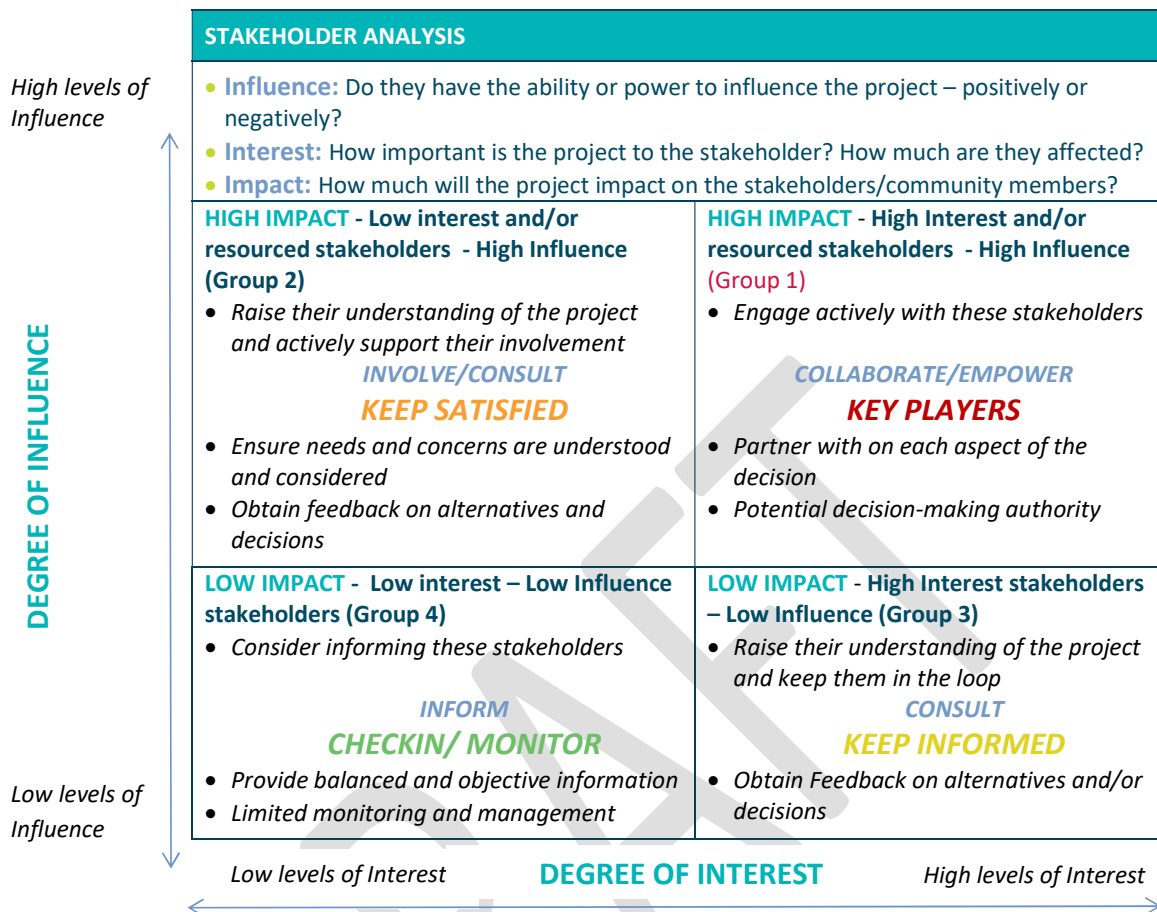 STAKEHOLDER ANALYSIS
High levels of
Influence
• Influence: Do they have the ability or power to influence the project – positively or
negatively?
• Interest: How important is the project to the stakeholder? How much are they affected?
• Impact: How much will the project impact on the stakeholders/community members?
HIGH IMPACT - Low interest and/or
resourced stakeholders - High Influence
(Group 2)
• Raise their understanding of the project
and actively support their involvement
INVOLVE/CONSULT
KEEP SATISFIED
• Ensure needs and concerns are understood
and considered
• Obtain feedback on alternatives and
decisions
HIGH IMPACT - High Interest and/or
resourced stakeholders - High Influence
(Group 1)
• Engage actively with these stakeholders
COLLABORATE/EMPOWER
KEY PLAYERS
• Partner with on each aspect of the
decision
• Potential decision-making authority
DEGREE OF INFLUENCE
LOW IMPACT - Low interest – Low Influence
stakeholders (Group 4)
• Consider informing these stakeholders
INFORM
CHECKIN/ MONITOR
• Provide balanced and objective information
• Limited monitoring and management
LOW IMPACT - High Interest stakeholders
– Low Influence (Group 3)
• Raise their understanding of the project
and keep them in the loop
CONSULT
KEEP INFORMED
• Obtain Feedback on alternatives and/or
decisions
Low levels of
Influence
Low levels of Interest
DEGREE OF INTEREST
High levels of Interest
DRAFT